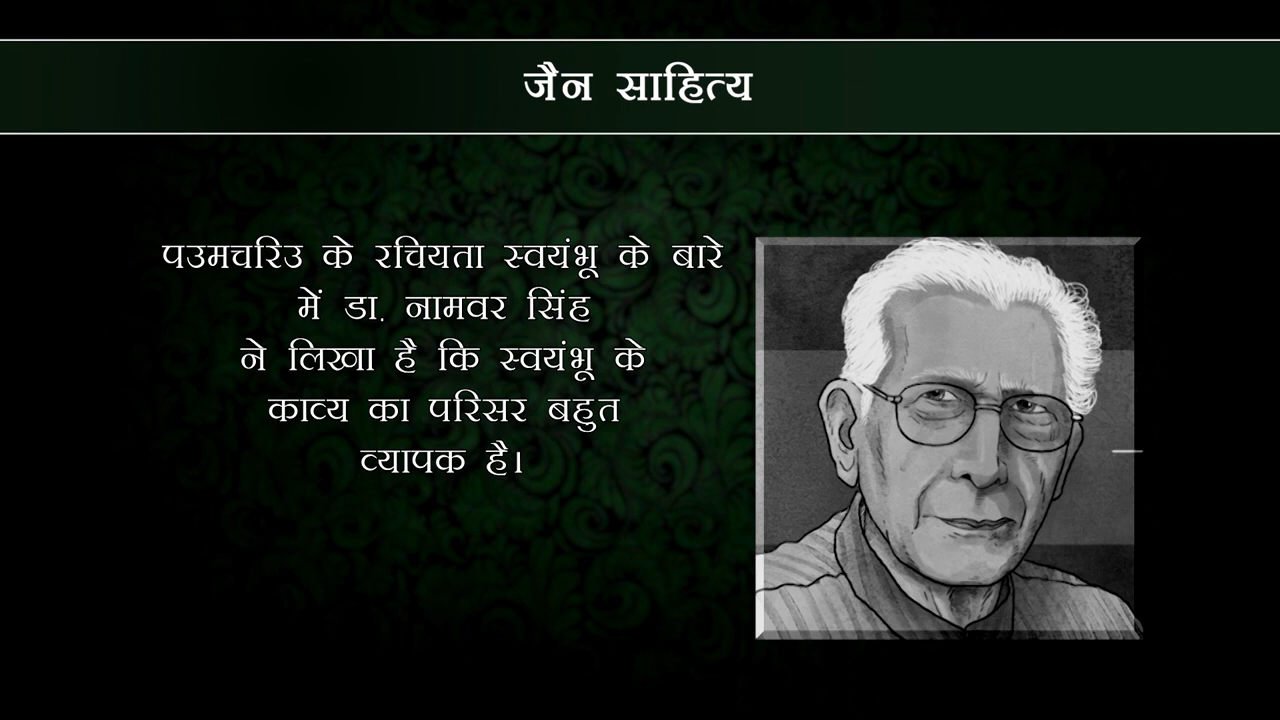 जैन साहित्य
पउमचरिउ के रचियता स्वयंभू के बारे
में डा. नामवर सिंह
ने लिखा है कि स्वयंभू के
काव्य का परिसर बहुत
व्यापक है।